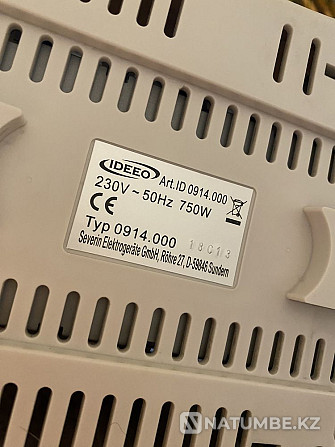 IDEEO Art.ID 0914.000
230V ~ 50Hz 750W
CE
Typ 0914.000 18C13
Severin Elektrogeräte GmbH, Röhre 27, D-59846 Sundern
NATUMBE.KZ